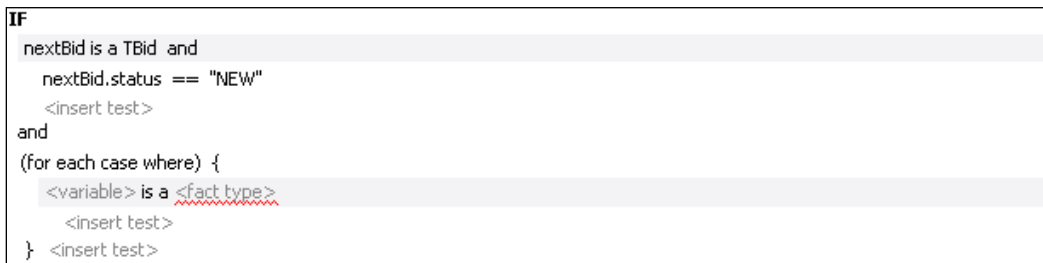 IF
nextBid is a TBid and
nextBid.status == "NEW"
<insert test>
and
(for each case where) {
<variable> is a <fact type>
<insert test>
} <insert test>